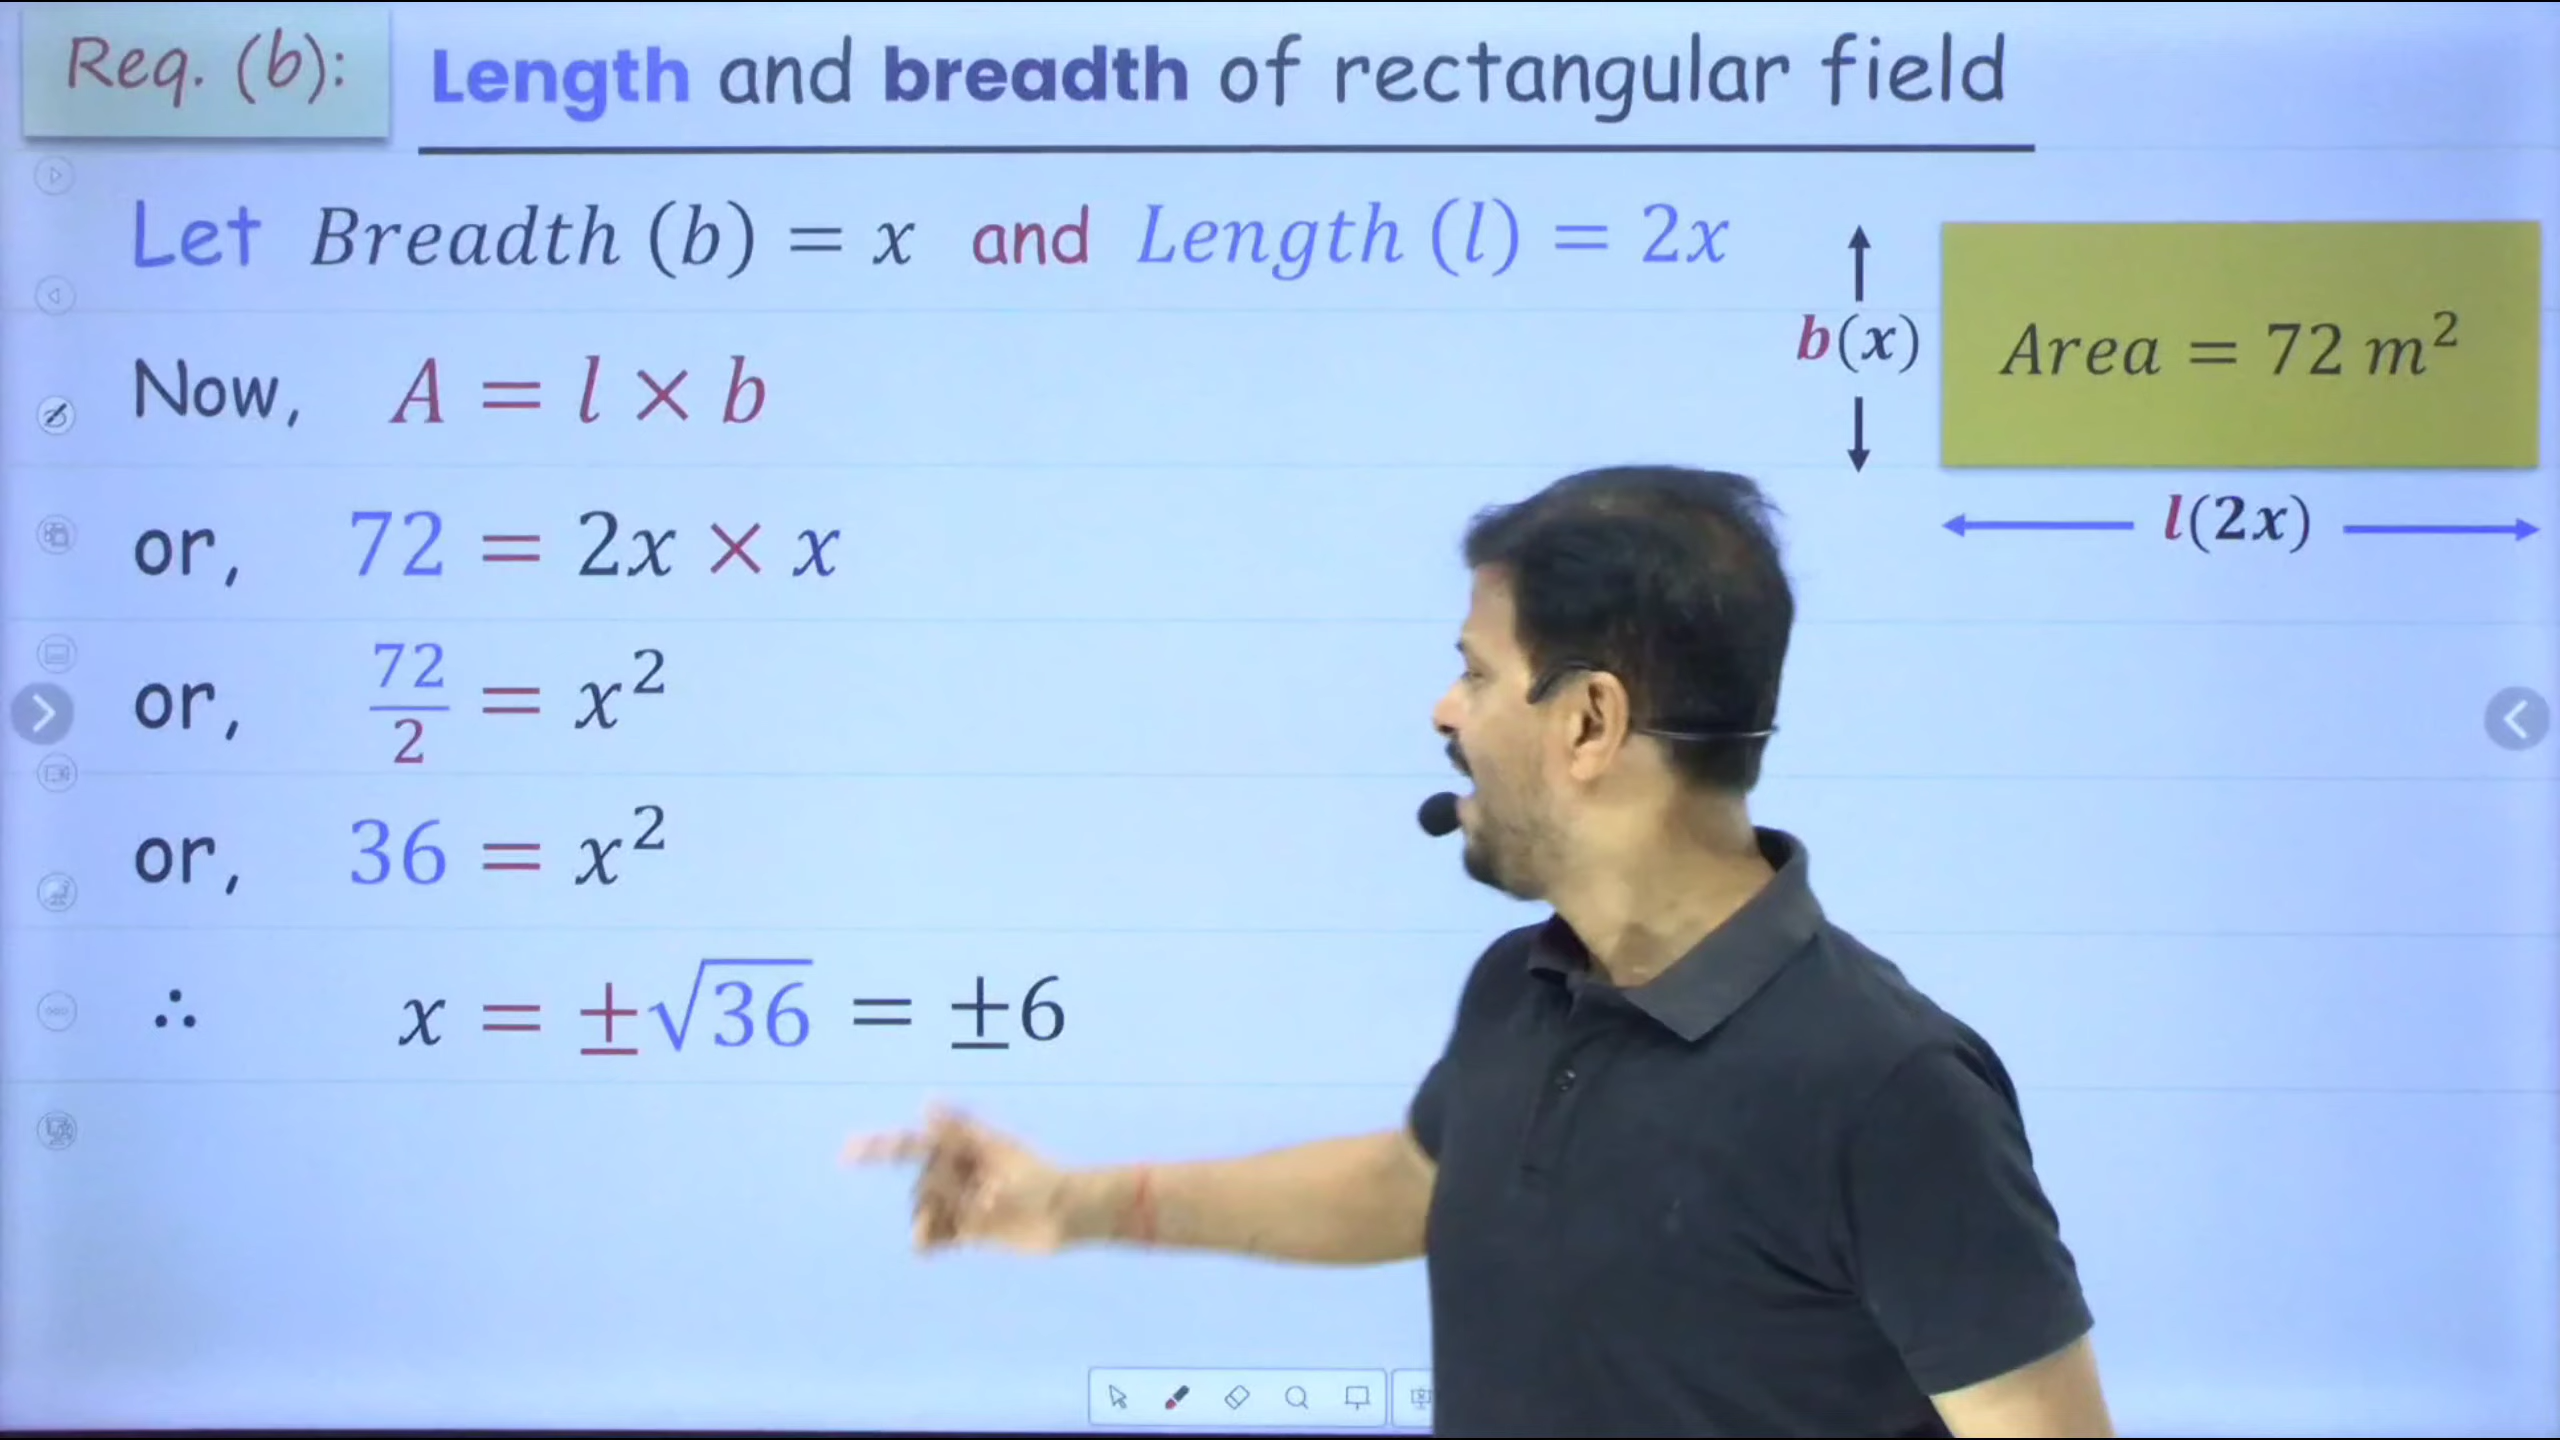 Req. (b): Length and breadth of rectangular field
Let Breadth (b) = x and Length (l) = 2x
Now, A = l × b
or, 72 = 2x × x
or, 72/2 = x²
or, 36 = x²
∴ x = ±√36 = ±6
b(x)
Area = 72 m²
l(2x)